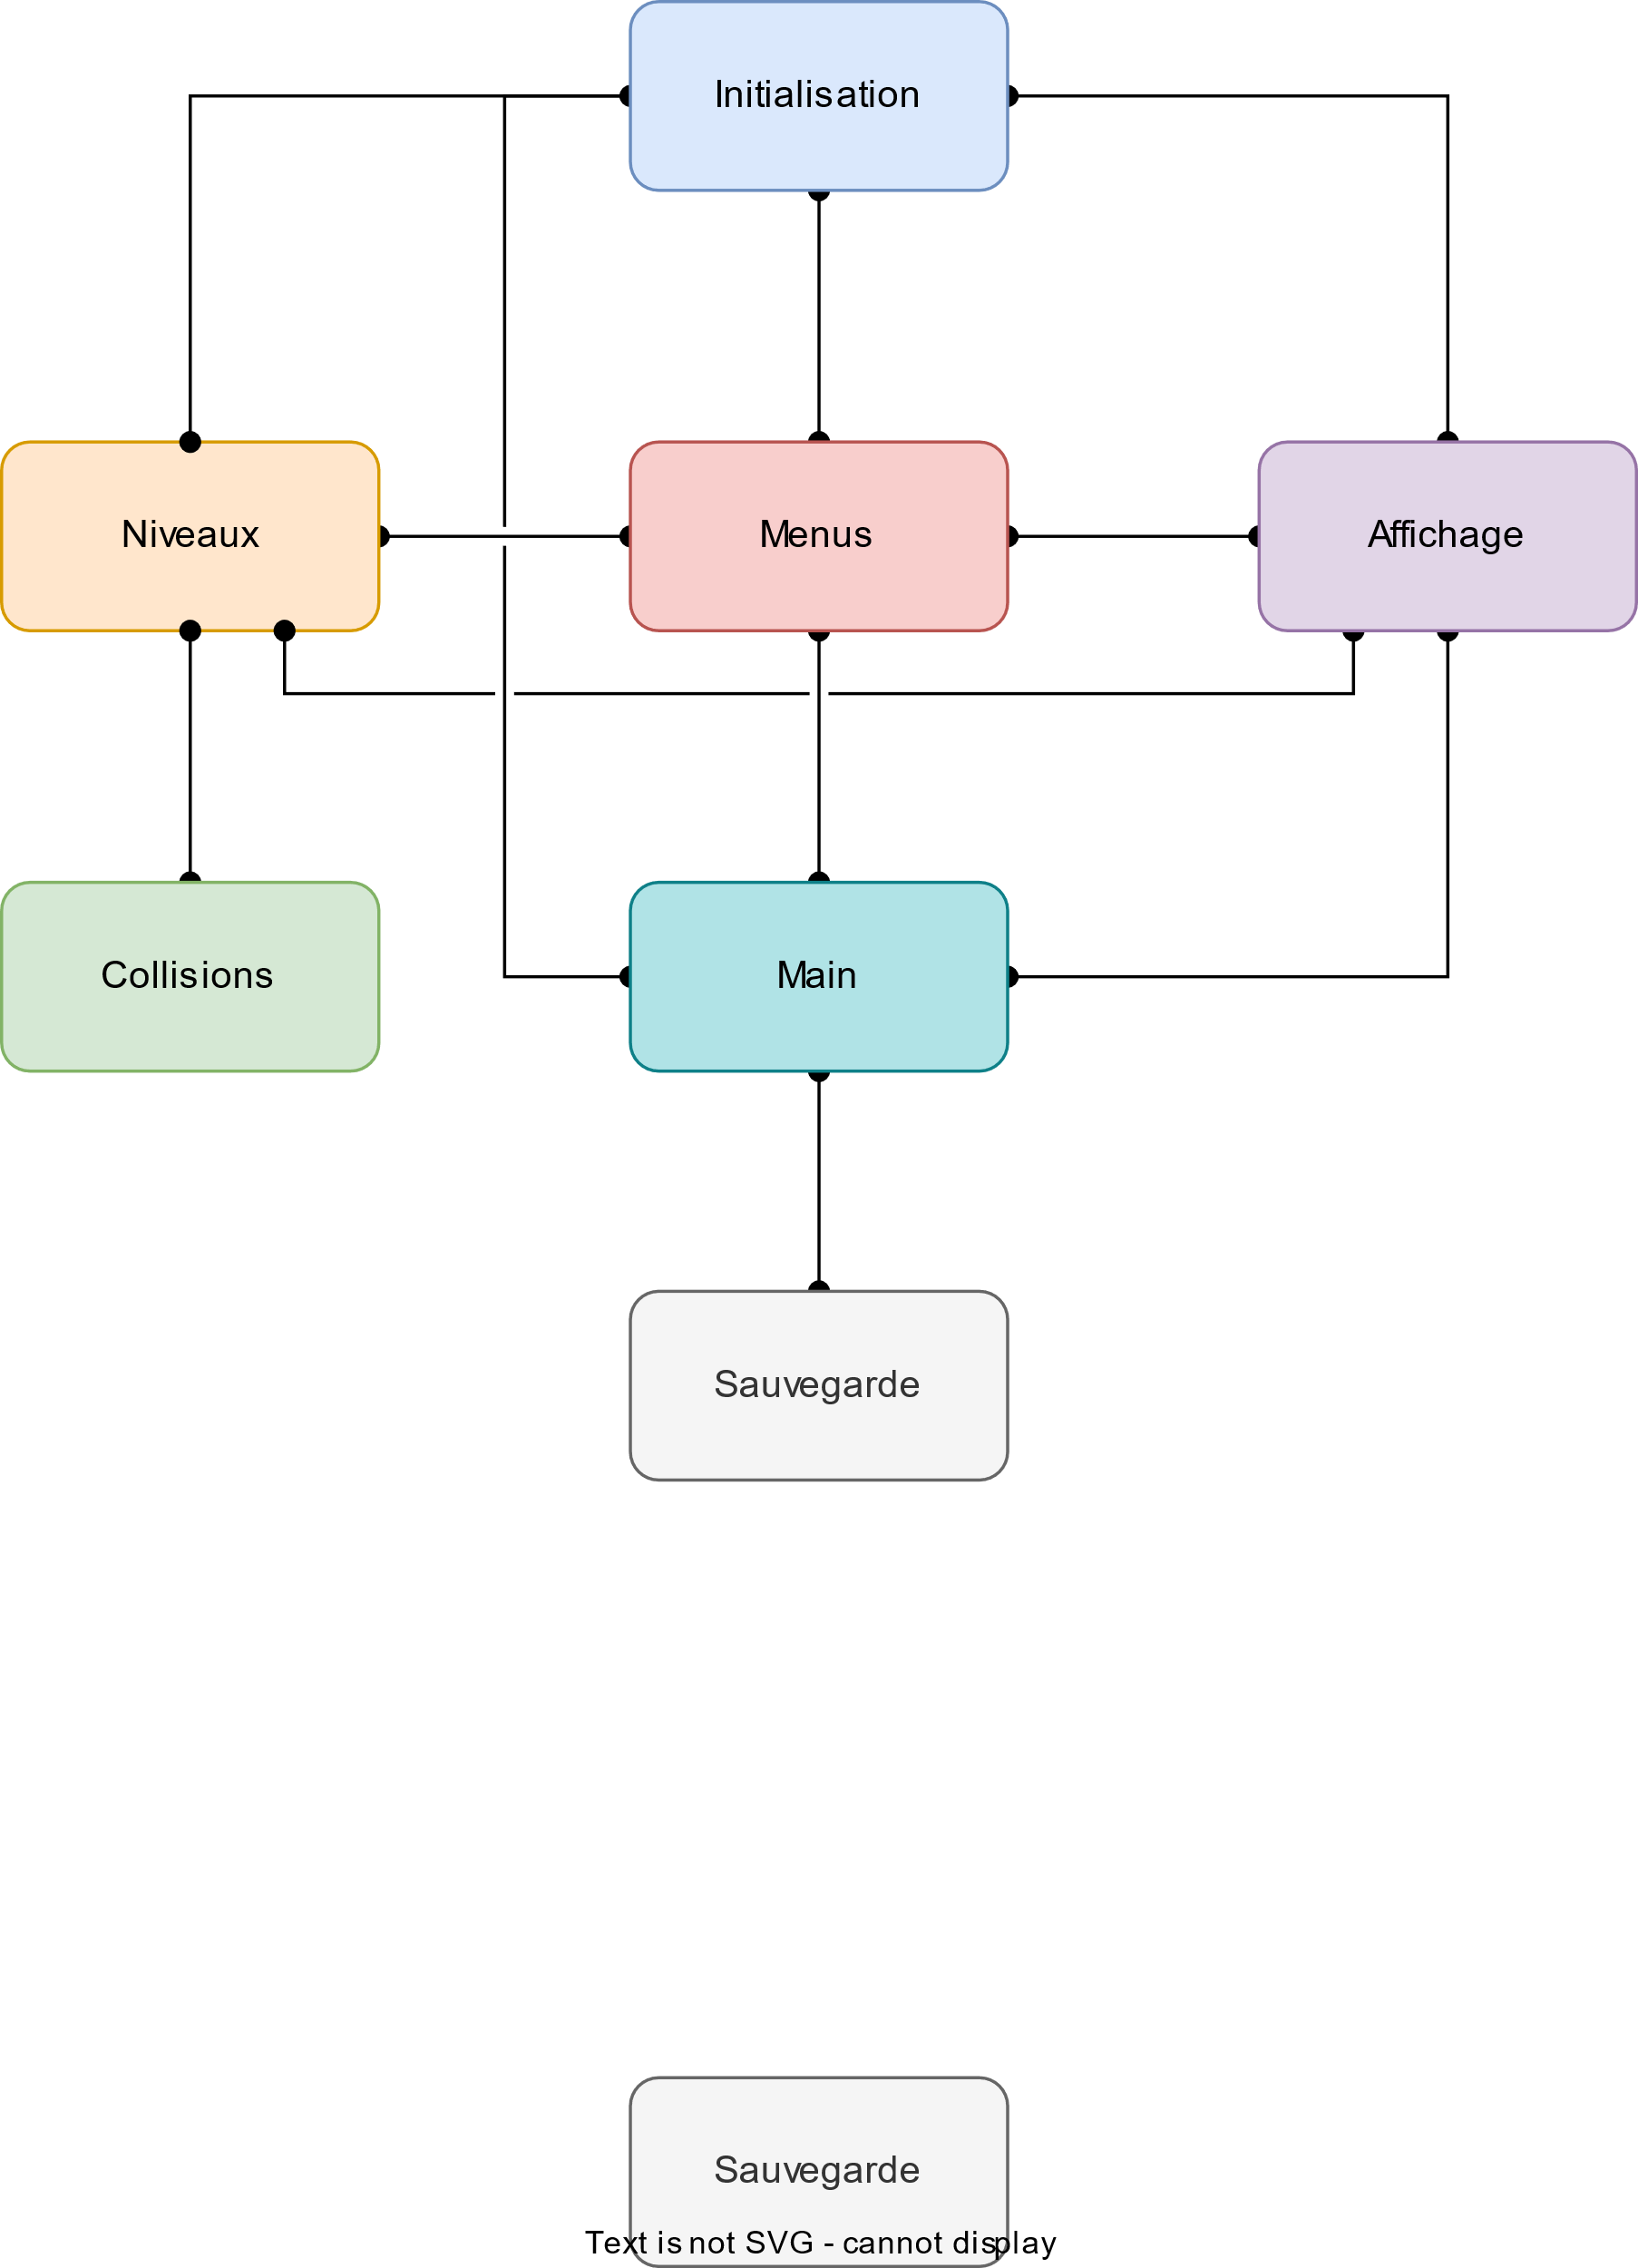 Initialisation
Niveaux
Menus
Affichage
Collisions
Main
Sauvegarde
Sauvegarde
Text is not SVG - cannot display